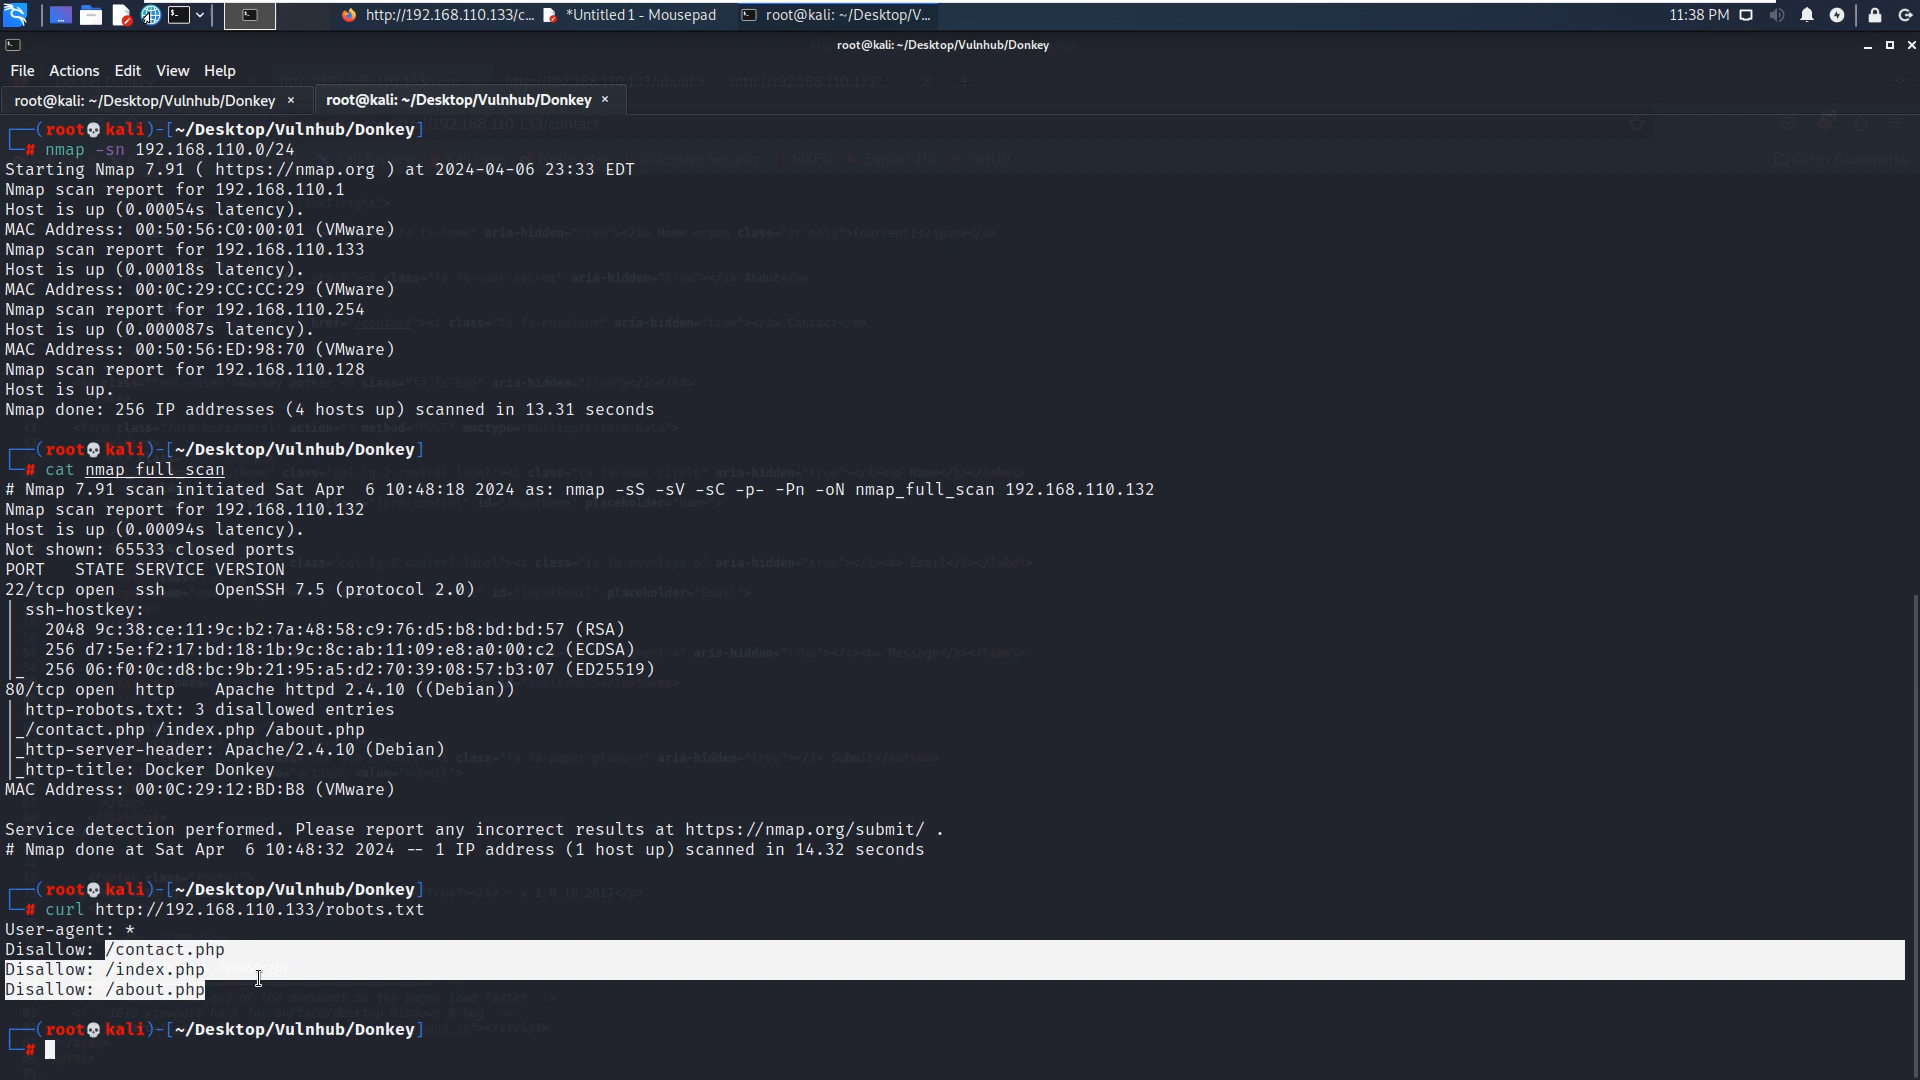 http://192.168.110.133/c...
*Untitled 1 - Mousepad
root@kali: ~/Desktop/V...
11:38 PM
root@kali: ~/Desktop/Vulnhub/Donkey
File Actions Edit View Help
root@kali: ~/Desktop/Vulnhub/Donkey ×
root@kali: ~/Desktop/Vulnhub/Donkey ×
┌──(root💀kali)-[~/Desktop/Vulnhub/Donkey]
└─# nmap -sn 192.168.110.0/24
Starting Nmap 7.91 ( https://nmap.org ) at 2024-04-06 23:33 EDT
Nmap scan report for 192.168.110.1
Host is up (0.00054s latency).
MAC Address: 00:50:56:C0:00:01 (VMware)
Nmap scan report for 192.168.110.133
Host is up (0.00018s latency).
MAC Address: 00:0C:29:CC:CC:29 (VMware)
Nmap scan report for 192.168.110.254
Host is up (0.000087s latency).
MAC Address: 00:50:56:ED:98:70 (VMware)
Nmap scan report for 192.168.110.128
Host is up.
Nmap done: 256 IP addresses (4 hosts up) scanned in 13.31 seconds
┌──(root💀kali)-[~/Desktop/Vulnhub/Donkey]
└─# cat nmap_full_scan
# Nmap 7.91 scan initiated Sat Apr  6 10:48:18 2024 as: nmap -sS -sV -sC -p- -Pn -oN nmap_full_scan 192.168.110.132
Nmap scan report for 192.168.110.132
Host is up (0.00094s latency).
Not shown: 65533 closed ports
PORT   STATE SERVICE VERSION
22/tcp open  ssh     OpenSSH 7.5 (protocol 2.0)
| ssh-hostkey:
|   2048 9c:38:ce:11:9c:b2:7a:48:58:c9:76:d5:b8:bd:bd:57 (RSA)
|   256 d7:5e:f2:17:bd:18:1b:9c:8c:ab:11:09:e8:a0:00:c2 (ECDSA)
|_  256 06:f0:0c:d8:bc:9b:21:95:a5:d2:70:39:08:57:b3:07 (ED25519)
80/tcp open  http    Apache httpd 2.4.10 ((Debian))
| http-robots.txt: 3 disallowed entries
|_/contact.php /index.php /about.php
|_http-server-header: Apache/2.4.10 (Debian)
|_http-title: Docker Donkey
MAC Address: 00:0C:29:12:BD:B8 (VMware)
Service detection performed. Please report any incorrect results at https://nmap.org/submit/ .
# Nmap done at Sat Apr  6 10:48:32 2024 -- 1 IP address (1 host up) scanned in 14.32 seconds
┌──(root💀kali)-[~/Desktop/Vulnhub/Donkey]
└─# curl http://192.168.110.133/robots.txt
User-agent: *
Disallow: /contact.php
Disallow: /index.php
Disallow: /about.php
┌──(root💀kali)-[~/Desktop/Vulnhub/Donkey]
└─#